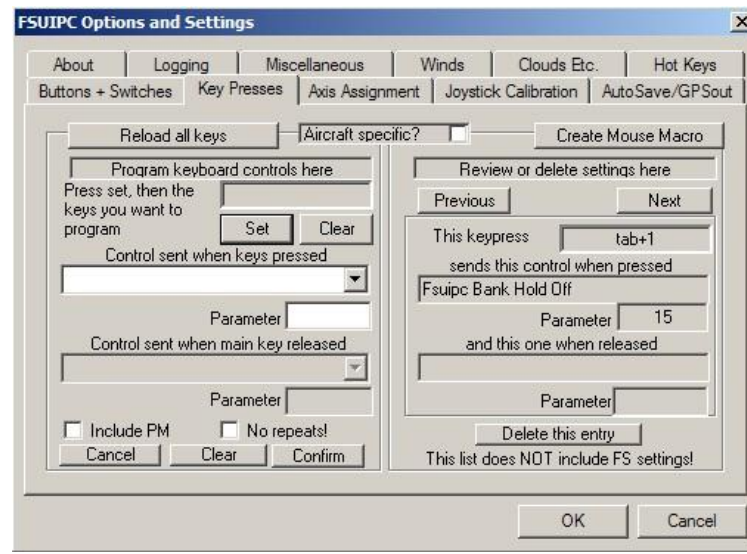 FSUIPC Options and Settings
About
Logging
Miscellaneous
Winds
Clouds Etc.
Hot Keys
Buttons + Switches
Key Presses
Axis Assignment
Joystick Calibration
AutoSave/GPSout
Reload all keys
Aircraft specific?
Create Mouse Macro
Program keyboard controls here
Press set, then the
keys you want to
program
Set
Clear
Control sent when keys pressed
Parameter
Control sent when main key released
Parameter
Include PM
No repeats!
Cancel
Clear
Confirm
Review or delete settings here
Previous
Next
This keypress
tab+1
sends this control when pressed
Fsuipc Bank Hold Off
Parameter
15
and this one when released
Parameter
Delete this entry
This list does NOT include FS settings!
OK
Cancel